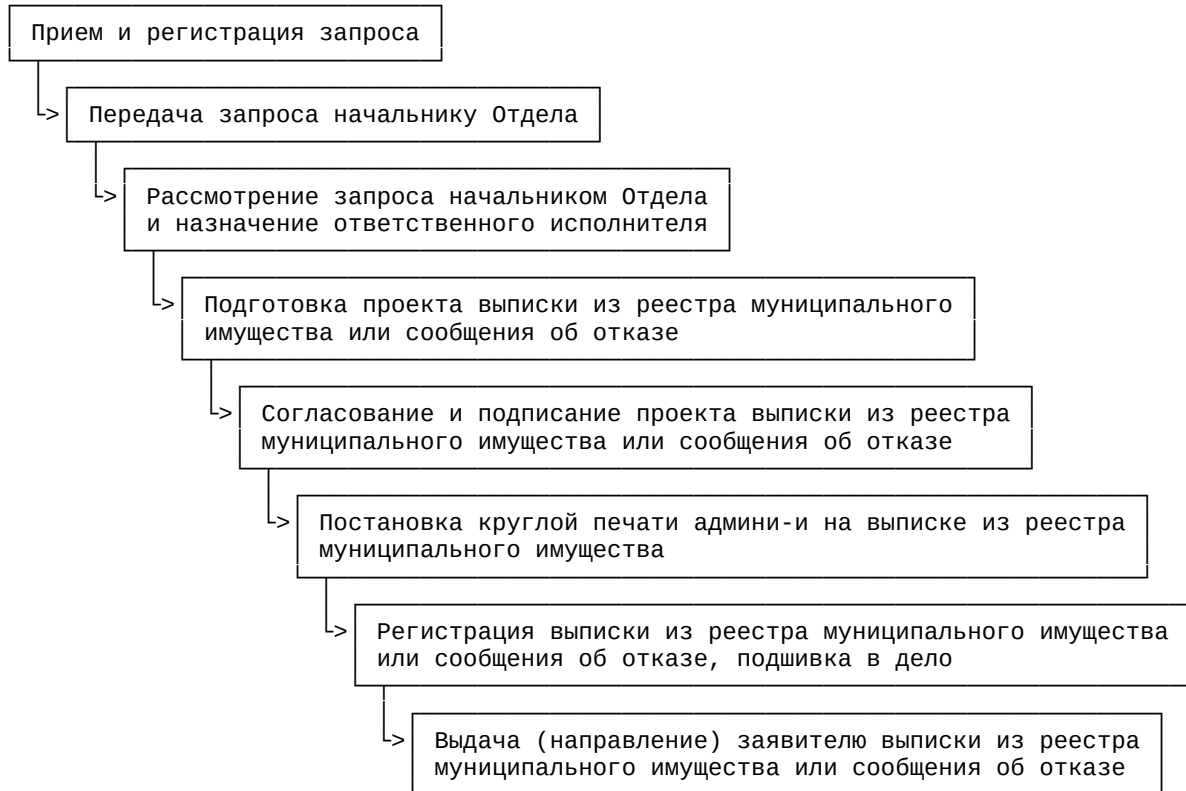 Прием и регистрация запроса
Передача запроса начальнику Отдела
Рассмотрение запроса начальником Отдела
и назначение ответственного исполнителя
Подготовка проекта выписки из реестра муниципального
имущества или сообщения об отказе
Согласование и подписание проекта выписки из реестра
муниципального имущества или сообщения об отказе
Постановка круглой печати админи-и на выписке из реестра
муниципального имущества
Регистрация выписки из реестра муниципального имущества
или сообщения об отказе, подшивка в дело
Выдача (направление) заявителю выписки из реестра
муниципального имущества или сообщения об отказе